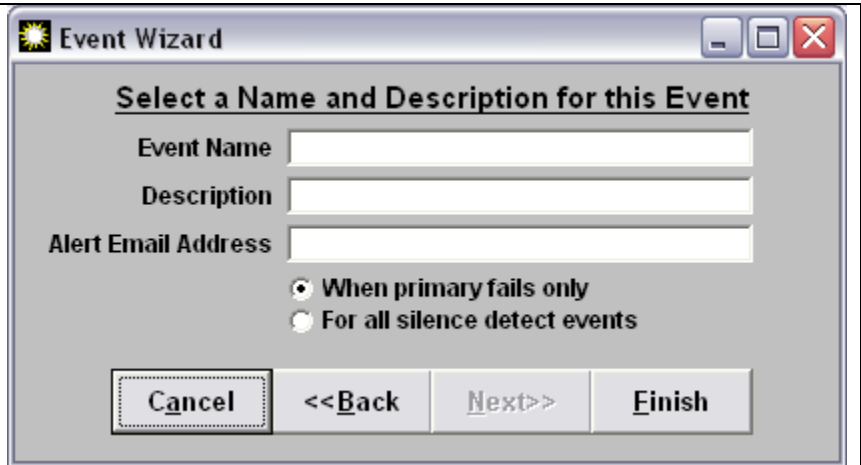 Event Wizard
Select a Name and Description for this Event
Event Name
Description
Alert Email Address
When primary fails only
For all silence detect events
Cancel <<Back Next>> Finish